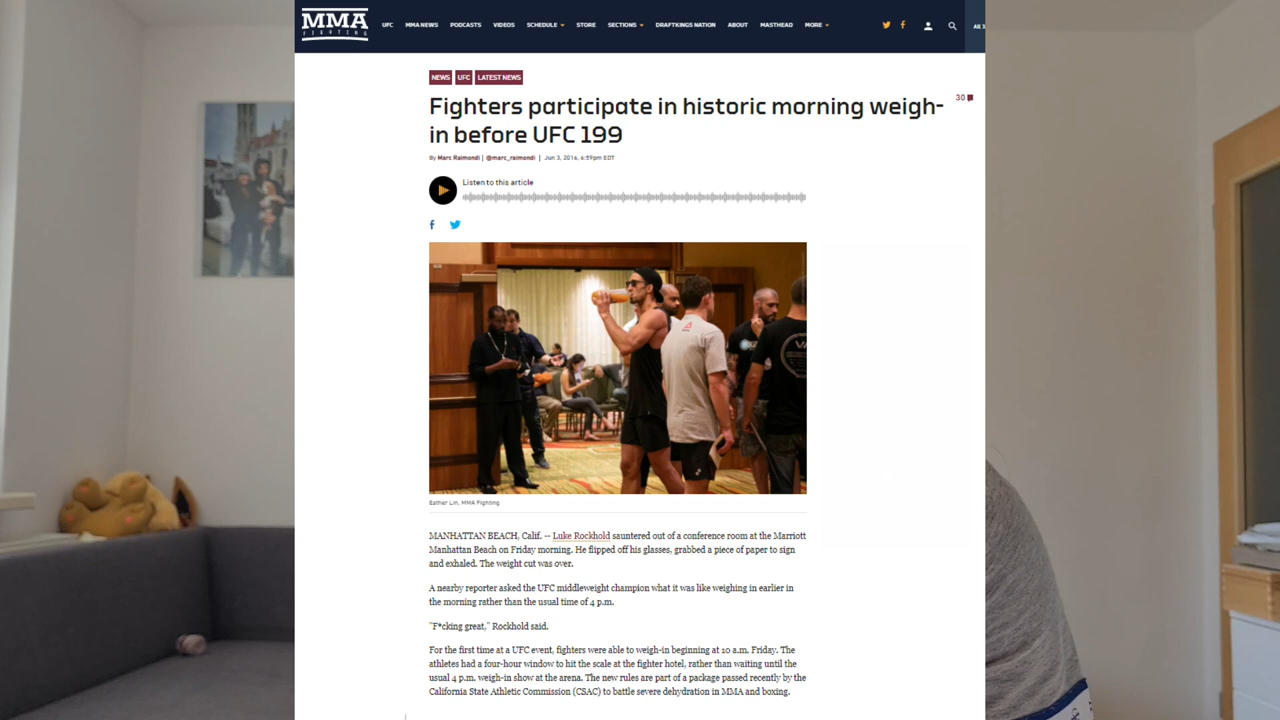 MMA
FIGHTING
UFC MMA NEWS PODCASTS VIDEOS SCHEDULE STORE SECTIONS DRAFTKINGS NATION ABOUT MASTHEAD MORE
NEWS UFC LATEST NEWS
Fighters participate in historic morning weigh-
in before UFC 199
30
By Marc Raimondi | @marc_raimondi | Jun 3, 2016, 6:59pm EDT
Listen to this article
Esther Lin, MMA Fighting
MANHATTAN BEACH, Calif. -- Luke Rockhold sauntered out of a conference room at the Marriott
Manhattan Beach on Friday morning. He flipped off his glasses, grabbed a piece of paper to sign
and exhaled. The weight cut was over.
A nearby reporter asked the UFC middleweight champion what it was like weighing in earlier in
the morning rather than the usual time of 4 p.m.
"F*cking great," Rockhold said.
For the first time at a UFC event, fighters were able to weigh-in beginning at 10 a.m. Friday. The
athletes had a four-hour window to hit the scale at the fighter hotel, rather than waiting until the
usual 4 p.m. weigh-in show at the arena. The new rules are part of a package passed recently by the
California State Athletic Commission (CSAC) to battle severe dehydration in MMA and boxing.